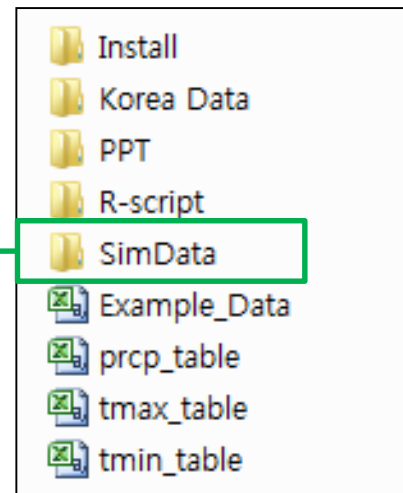 Install
Korea Data
PPT
R-script
SimData
Example_Data
prcp_table
tmax_table
tmin_table